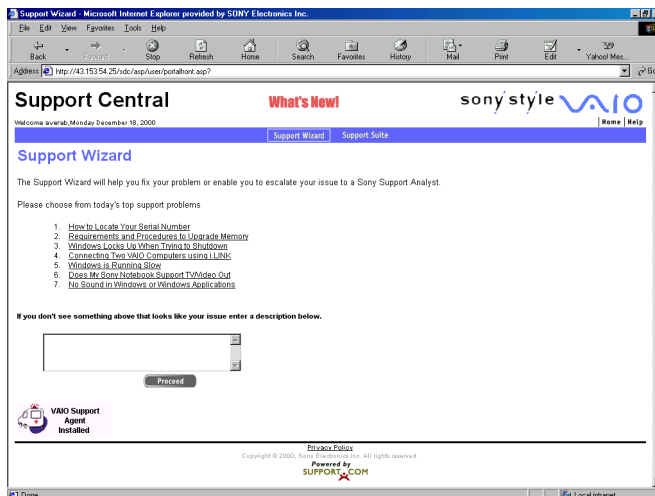 Support Wizard - Microsoft Internet Explorer provided by SONY Electronics Inc.
File Edit View Favorites Tools Help
Back Forward Stop Refresh Home Search Favorites History Mail Print Edit Yahoo! Mes...
Address http://43.153.54.25/sdc/asp/user/portalfront.asp? Go
Support Central
What's New!
sonystyle VAIO
Welcome averab,Monday December 18, 2000
Home | Help
Support Wizard Support Suite
Support Wizard
The Support Wizard will help you fix your problem or enable you to escalate your issue to a Sony Support Analyst.
Please choose from today's top support problems
1. How to Locate Your Serial Number
2. Requirements and Procedures to Upgrade Memory
3. Windows Locks Up When Trying to Shutdown
4. Connecting Two VAIO Computers using i.LINK
5. Windows is Running Slow
6. Does My Sony Notebook Support TV/Video Out
7. No Sound in Windows or Windows Applications
If you don't see something above that looks like your issue enter a description below.
Proceed
VAIO Support
Agent
Installed
Privacy Policy
Copyright © 2000, Sony Electronics Inc. All rights reserved.
Powered by
SUPPORT.COM
Done
Local intranet